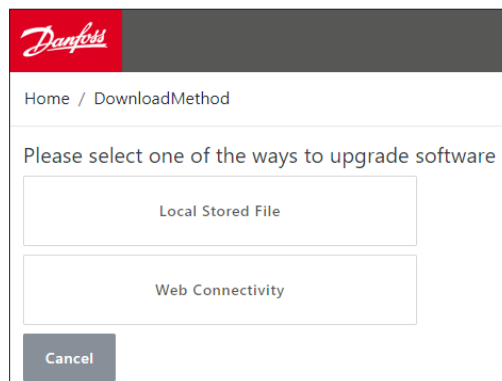 Danfoss
Home / DownloadMethod
Please select one of the ways to upgrade software
Local Stored File
Web Connectivity
Cancel